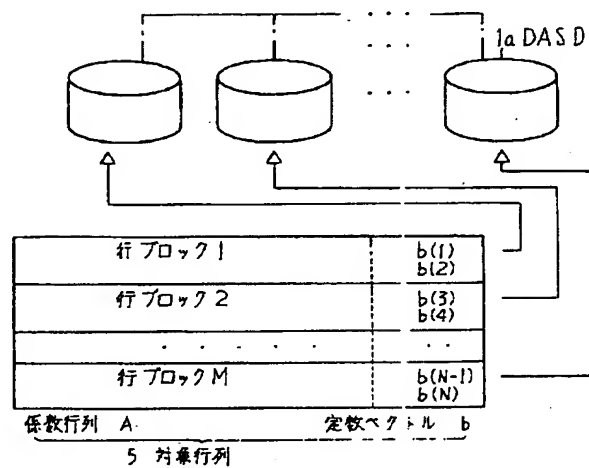 1a DASD
行ブロック1
b(1)
b(2)
行ブロック2
b(3)
b(4)
行ブロックM
b(N-1)
b(N)
係数行列 A
定数ベクトル b
5 対象行列